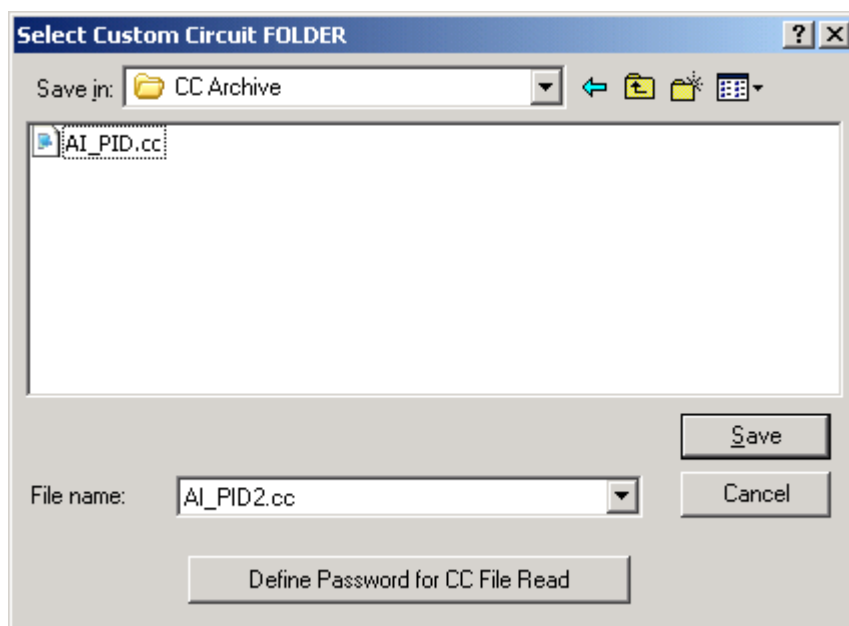 Select Custom Circuit FOLDER
Save in: CC Archive
AI_PID.cc
Save
File name: AI_PID2.cc
Cancel
Define Password for CC File Read